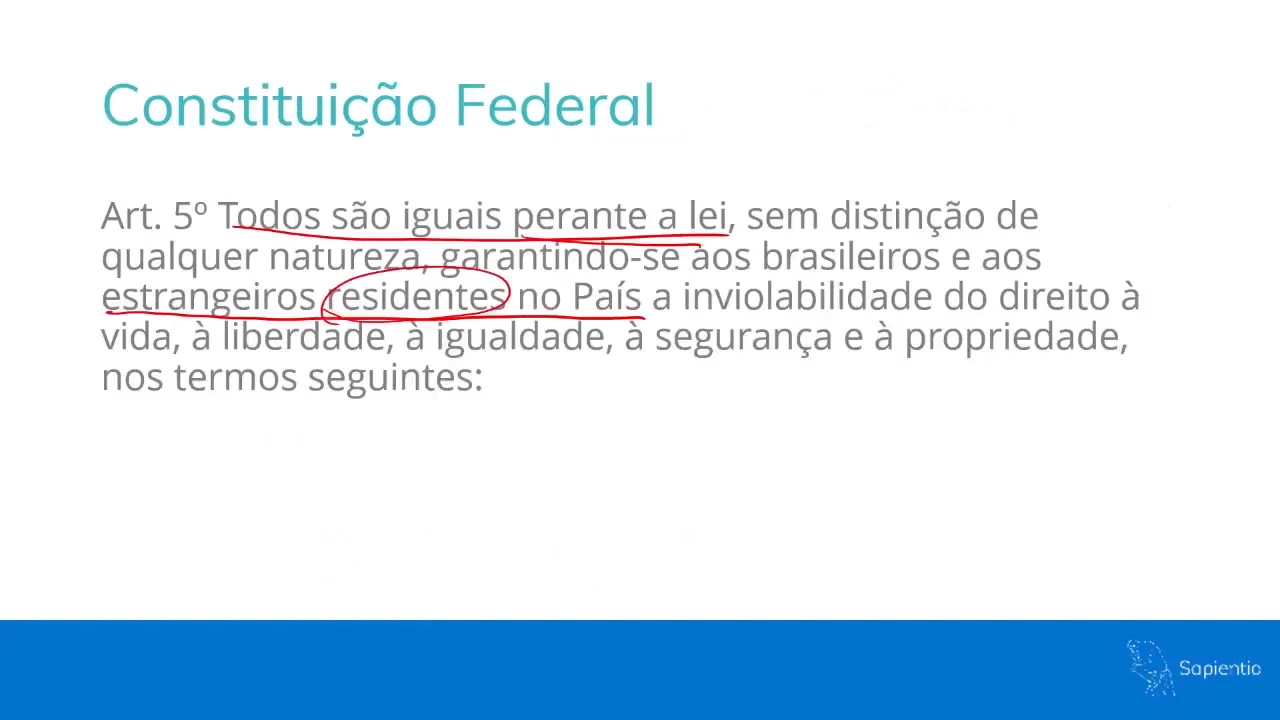 Constituição Federal
Art. 5º Todos são iguais perante a lei, sem distinção de
qualquer natureza, garantindo-se aos brasileiros e aos
estrangeiros residentes no País a inviolabilidade do direito à
vida, à liberdade, à igualdade, à segurança e à propriedade,
nos termos seguintes:
Sapientia